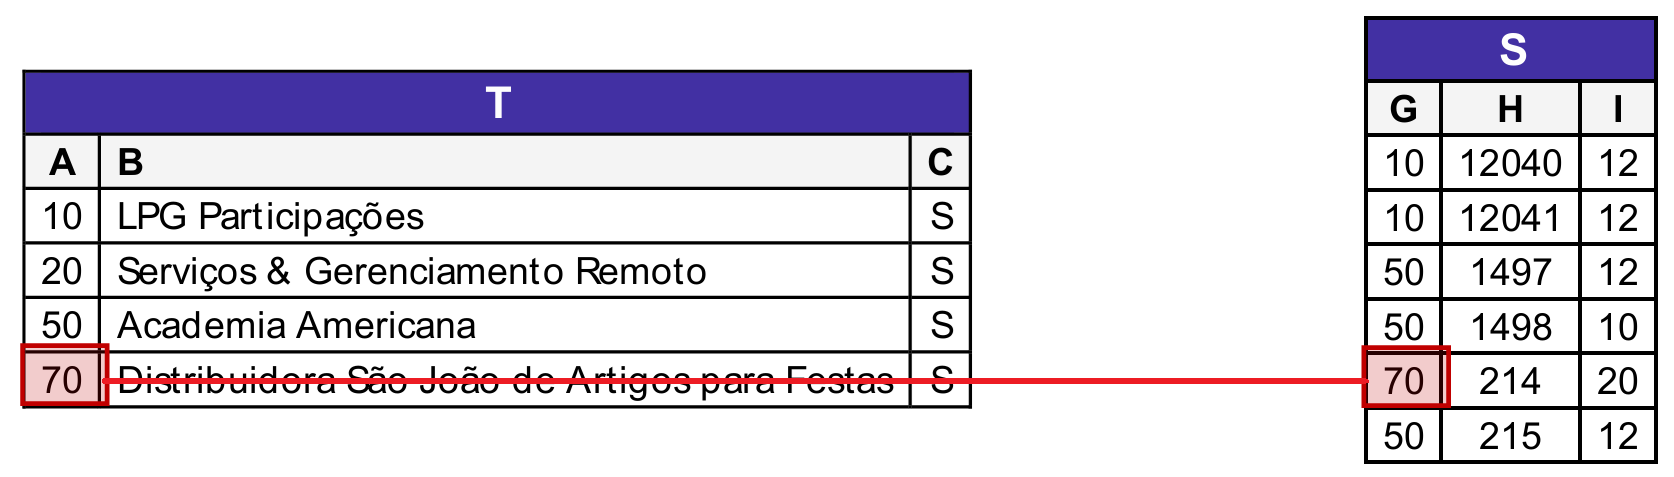 T
A B C
10 LPG Participações S
20 Serviços & Gerenciamento Remoto S
50 Academia Americana S
70 Distribuidora São João de Artigos para Festas S
S
G H I
10 12040 12
10 12041 12
50 1497 12
50 1498 10
70 214 20
50 215 12